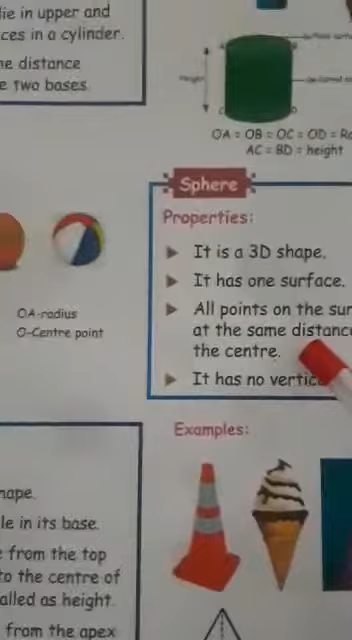 lie in upper and
ces in a cylinder.
he distance
e two bases
Height
OA = OB = OC = OD = Ra
AC = BD = height
Sphere
Properties:
It is a 3D shape.
It has one surface.
All points on the sur
at the same distance
the centre.
It has no vertic
OA-radius
O-Centre point
Examples:
hape.
le in its base.
e from the top
to the centre of
alled as height.
from the apex